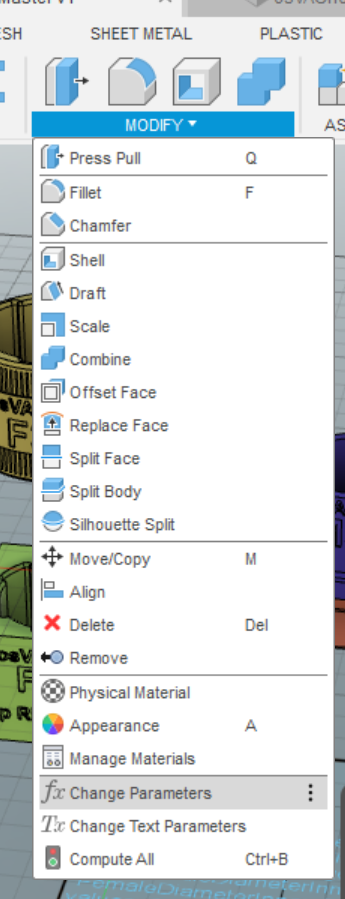 SHEET METAL
PLASTIC
MODIFY
Press Pull Q
Fillet F
Chamfer
Shell
Draft
Scale
Combine
Offset Face
Replace Face
Split Face
Split Body
Silhouette Split
Move/Copy M
Align
Delete Del
Remove
Physical Material
Appearance A
Manage Materials
fx Change Parameters
Tx Change Text Parameters
Compute All Ctrl+B